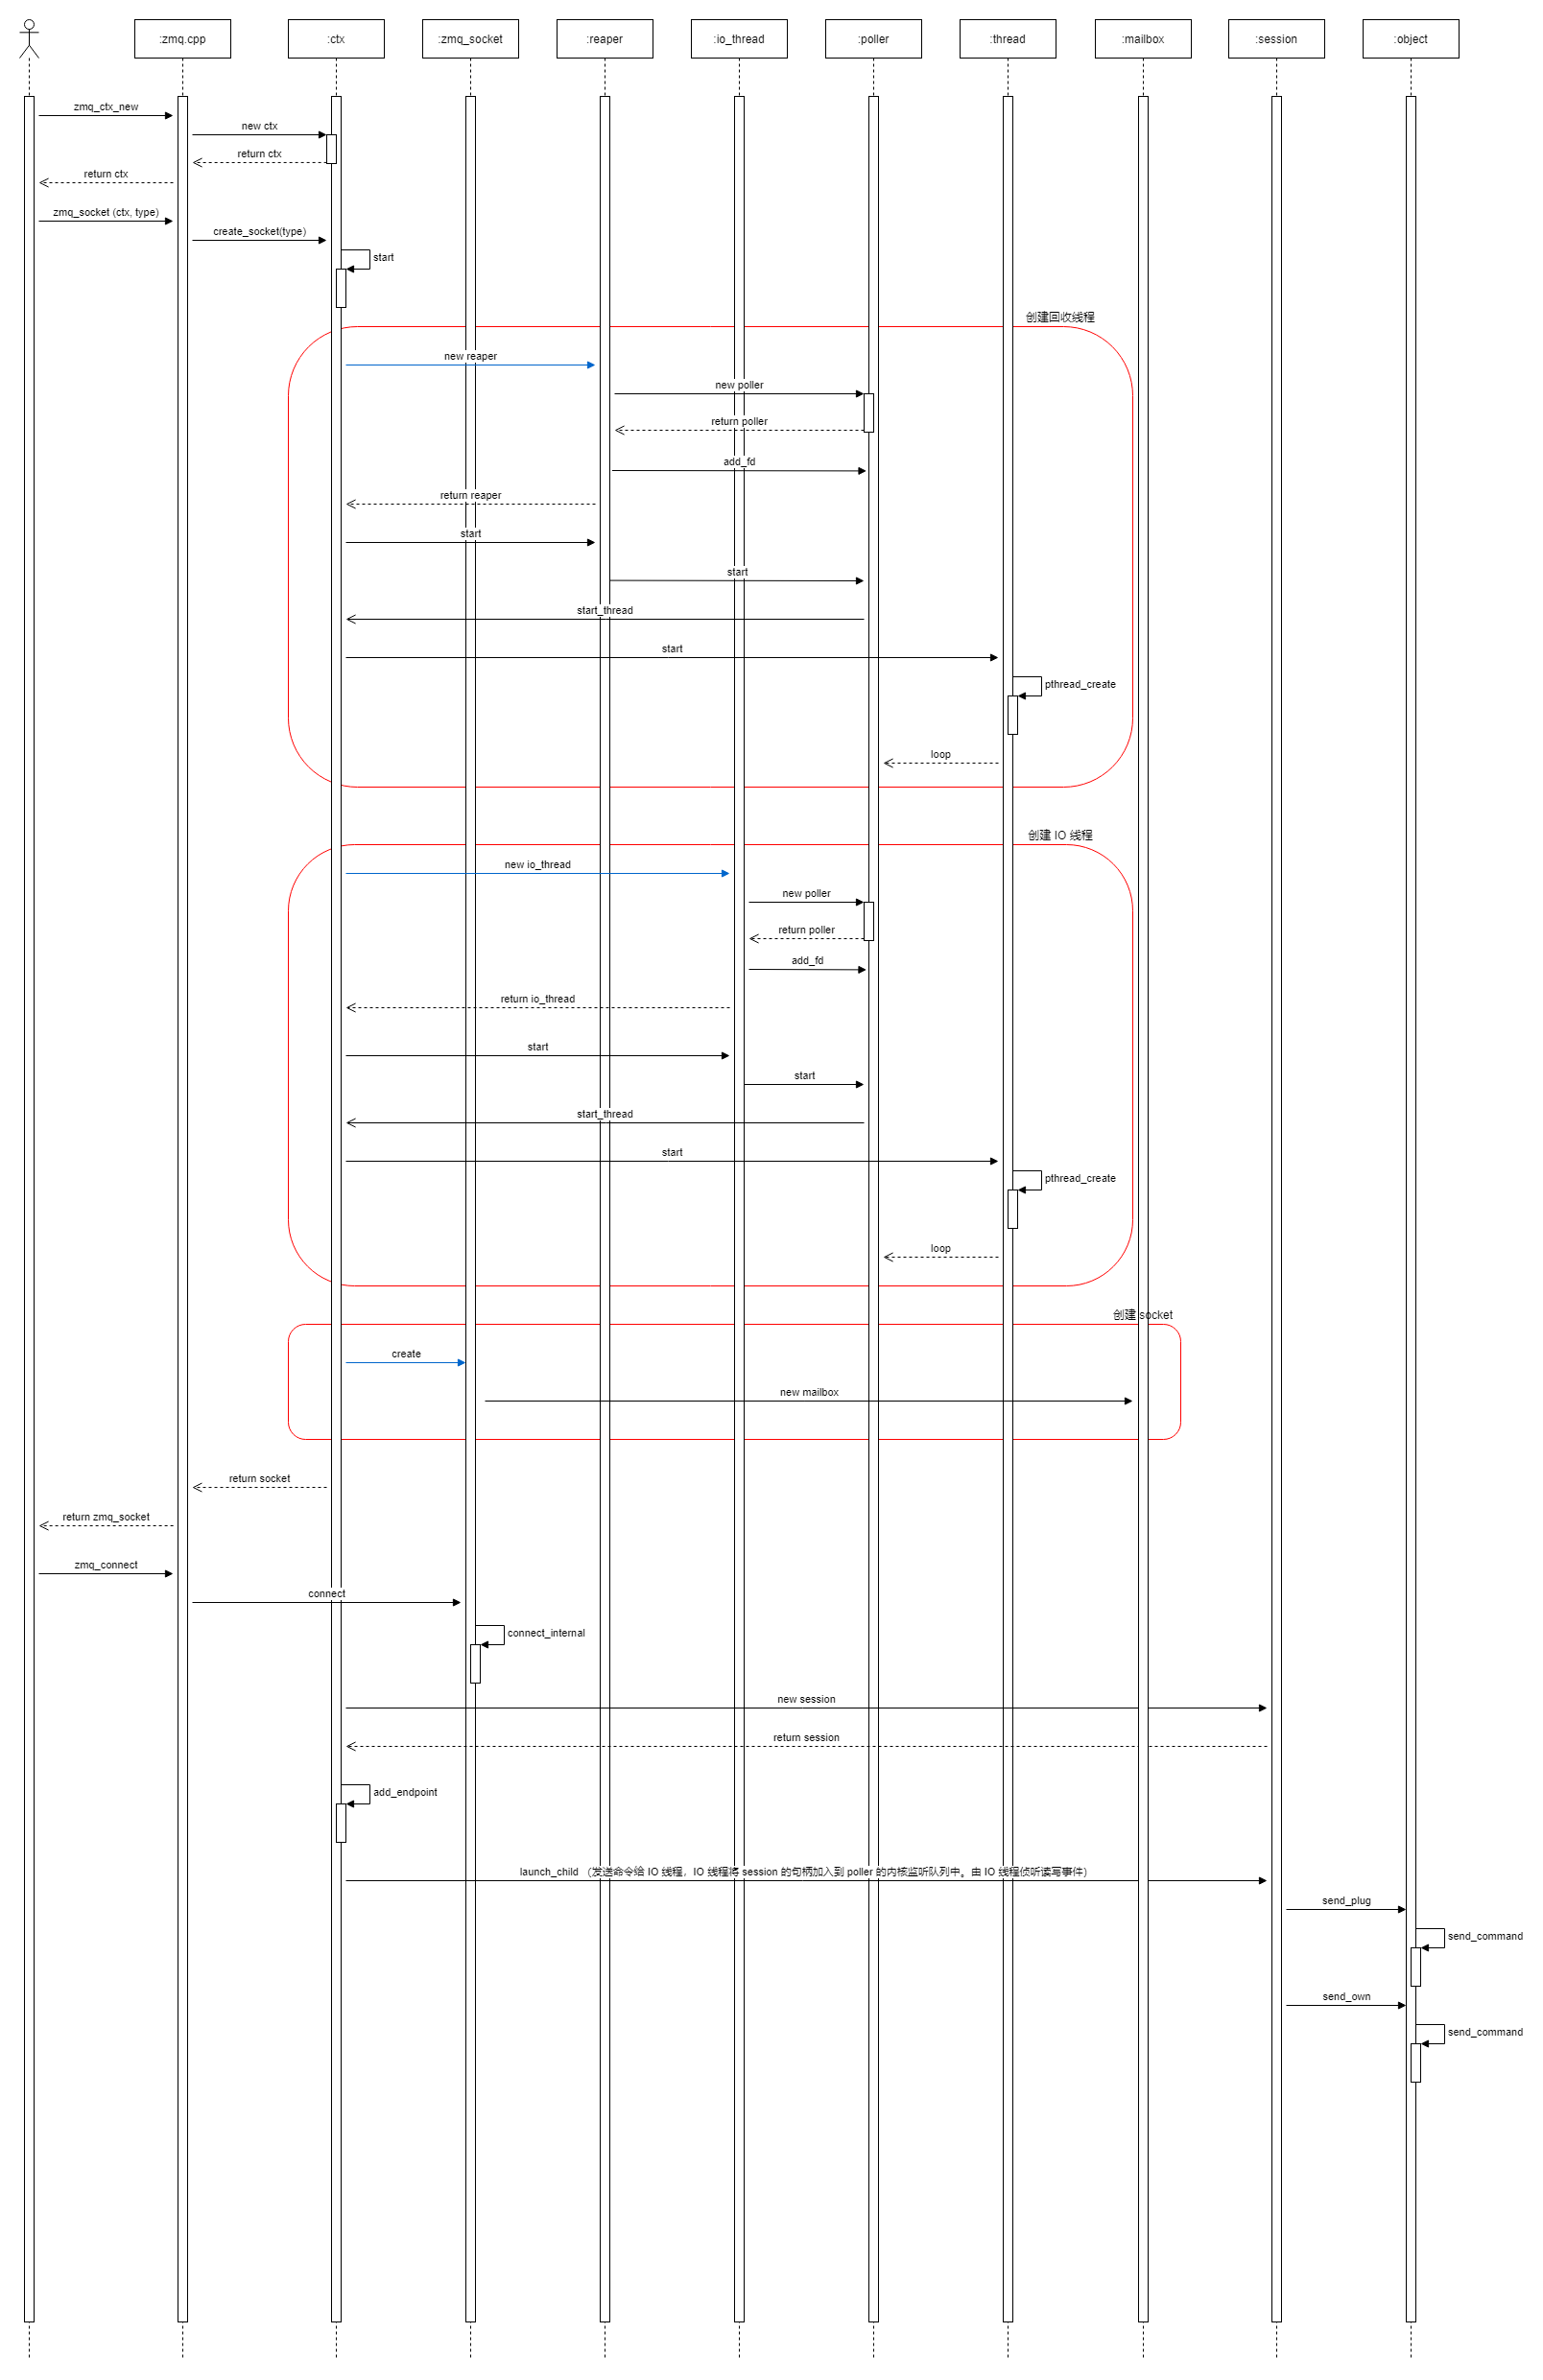 :zmq.cpp
:ctx
:zmq_socket
:reaper
:io_thread
:poller
:thread
:mailbox
:session
:object
zmq_ctx_new
new ctx
return ctx
return ctx
zmq_socket (ctx, type)
create_socket(type)
start
创建回收线程
new reaper
new poller
return poller
add_fd
return reaper
start
start
start_thread
start
pthread_create
loop
创建 IO 线程
new io_thread
new poller
return poller
add_fd
return io_thread
start
start
start_thread
start
pthread_create
loop
创建 socket
create
new mailbox
return socket
return zmq_socket
zmq_connect
connect
connect_internal
new session
return session
add_endpoint
launch_child （发送命令给 IO 线程，IO 线程将 session 的句柄加入到 poller 的内核监听队列中。由 IO 线程侦听读写事件）
send_plug
send_command
send_own
send_command